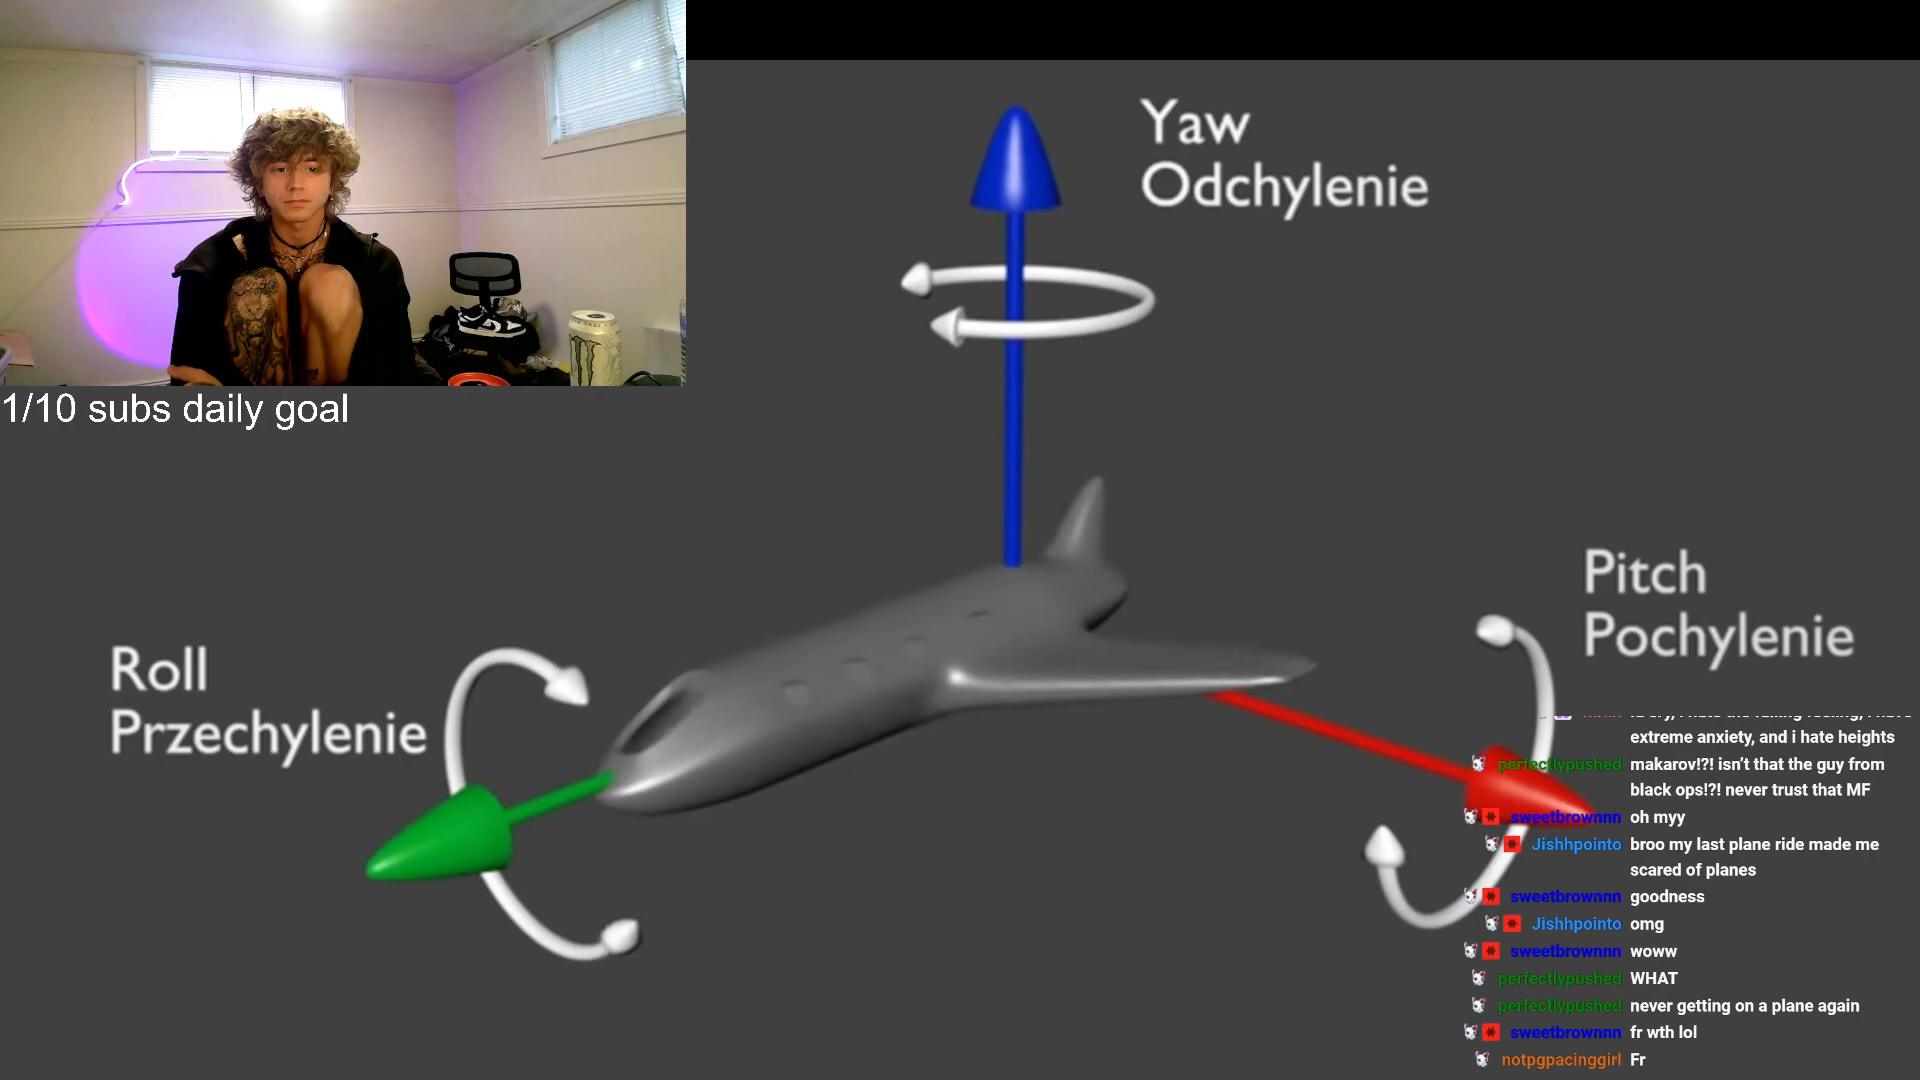 Yaw
Odchylenie
1/10 subs daily goal
Pitch
Pochylenie
Roll
Przechylenie
extreme anxiety, and i hate heights
perfectlypushed makarov!?! isn't that the guy from
black ops!?! never trust that MF
sweetbrownnn oh myy
Jishhpointo broo my last plane ride made me
scared of planes
sweetbrownnn goodness
Jishhpointo omg
sweetbrownnn woww
perfectlypushed WHAT
perfectlypushed never getting on a plane again
sweetbrownnn fr wth lol
notpgpacinggirl Fr